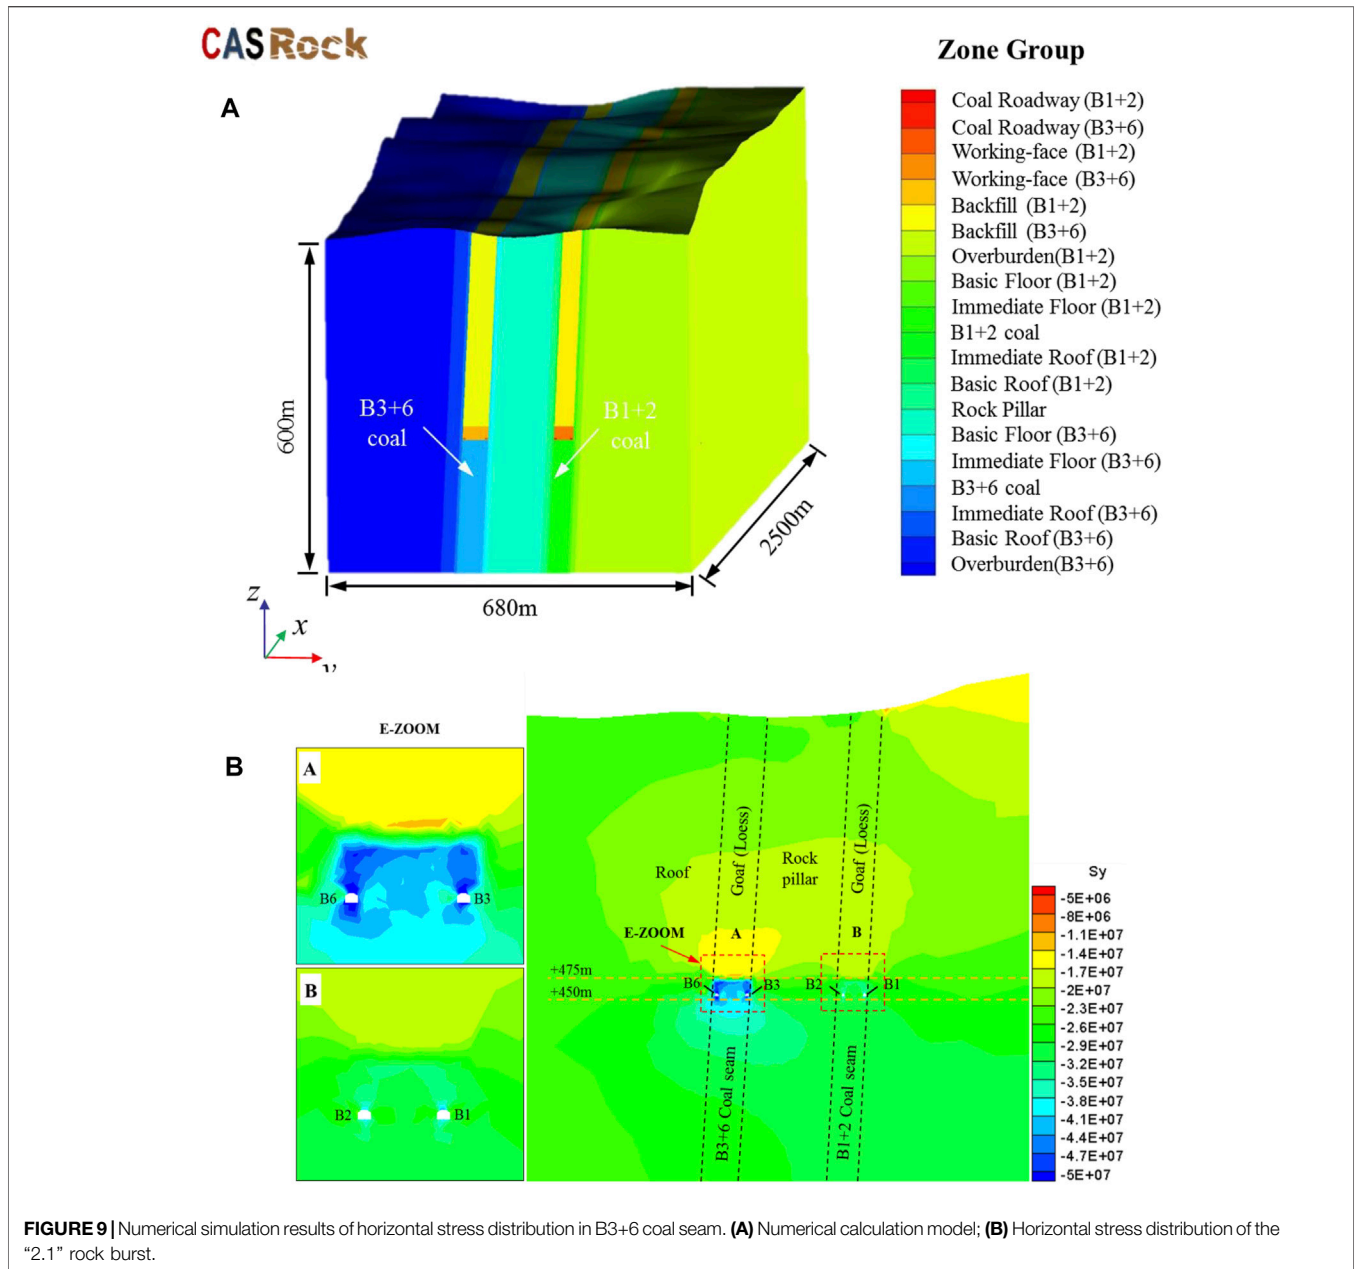 CASRock
A
Zone Group
Coal Roadway (B1+2)
Coal Roadway (B3+6)
Working-face (B1+2)
Working-face (B3+6)
Backfill (B1+2)
Backfill (B3+6)
Overburden(B1+2)
Basic Floor (B1+2)
Immediate Floor (B1+2)
B1+2 coal
Immediate Roof (B1+2)
Basic Roof (B1+2)
Rock Pillar
Basic Floor (B3+6)
Immediate Floor (B3+6)
B3+6 coal
Immediate Roof (B3+6)
Basic Roof (B3+6)
Overburden(B3+6)
B3+6
coal
B1+2
coal
600m
680m
2500m
z
x
y
B
E-ZOOM
A
B6
B3
B
B2
B1
Goaf (Loess)
Goaf (Loess)
Roof
Rock
pillar
E-ZOOM
A
B
+475m
+450m
B6
B3
B2
B1
B3+6 Coal seam
B1+2 Coal seam
Sy
-5E+06
-8E+06
-1.1E+07
-1.4E+07
-1.7E+07
-2E+07
-2.3E+07
-2.6E+07
-2.9E+07
-3.2E+07
-3.5E+07
-3.8E+07
-4.1E+07
-4.4E+07
-4.7E+07
-5E+07
FIGURE 9 | Numerical simulation results of horizontal stress distribution in B3+6 coal seam. (A) Numerical calculation model; (B) Horizontal stress distribution of the
“2.1” rock burst.